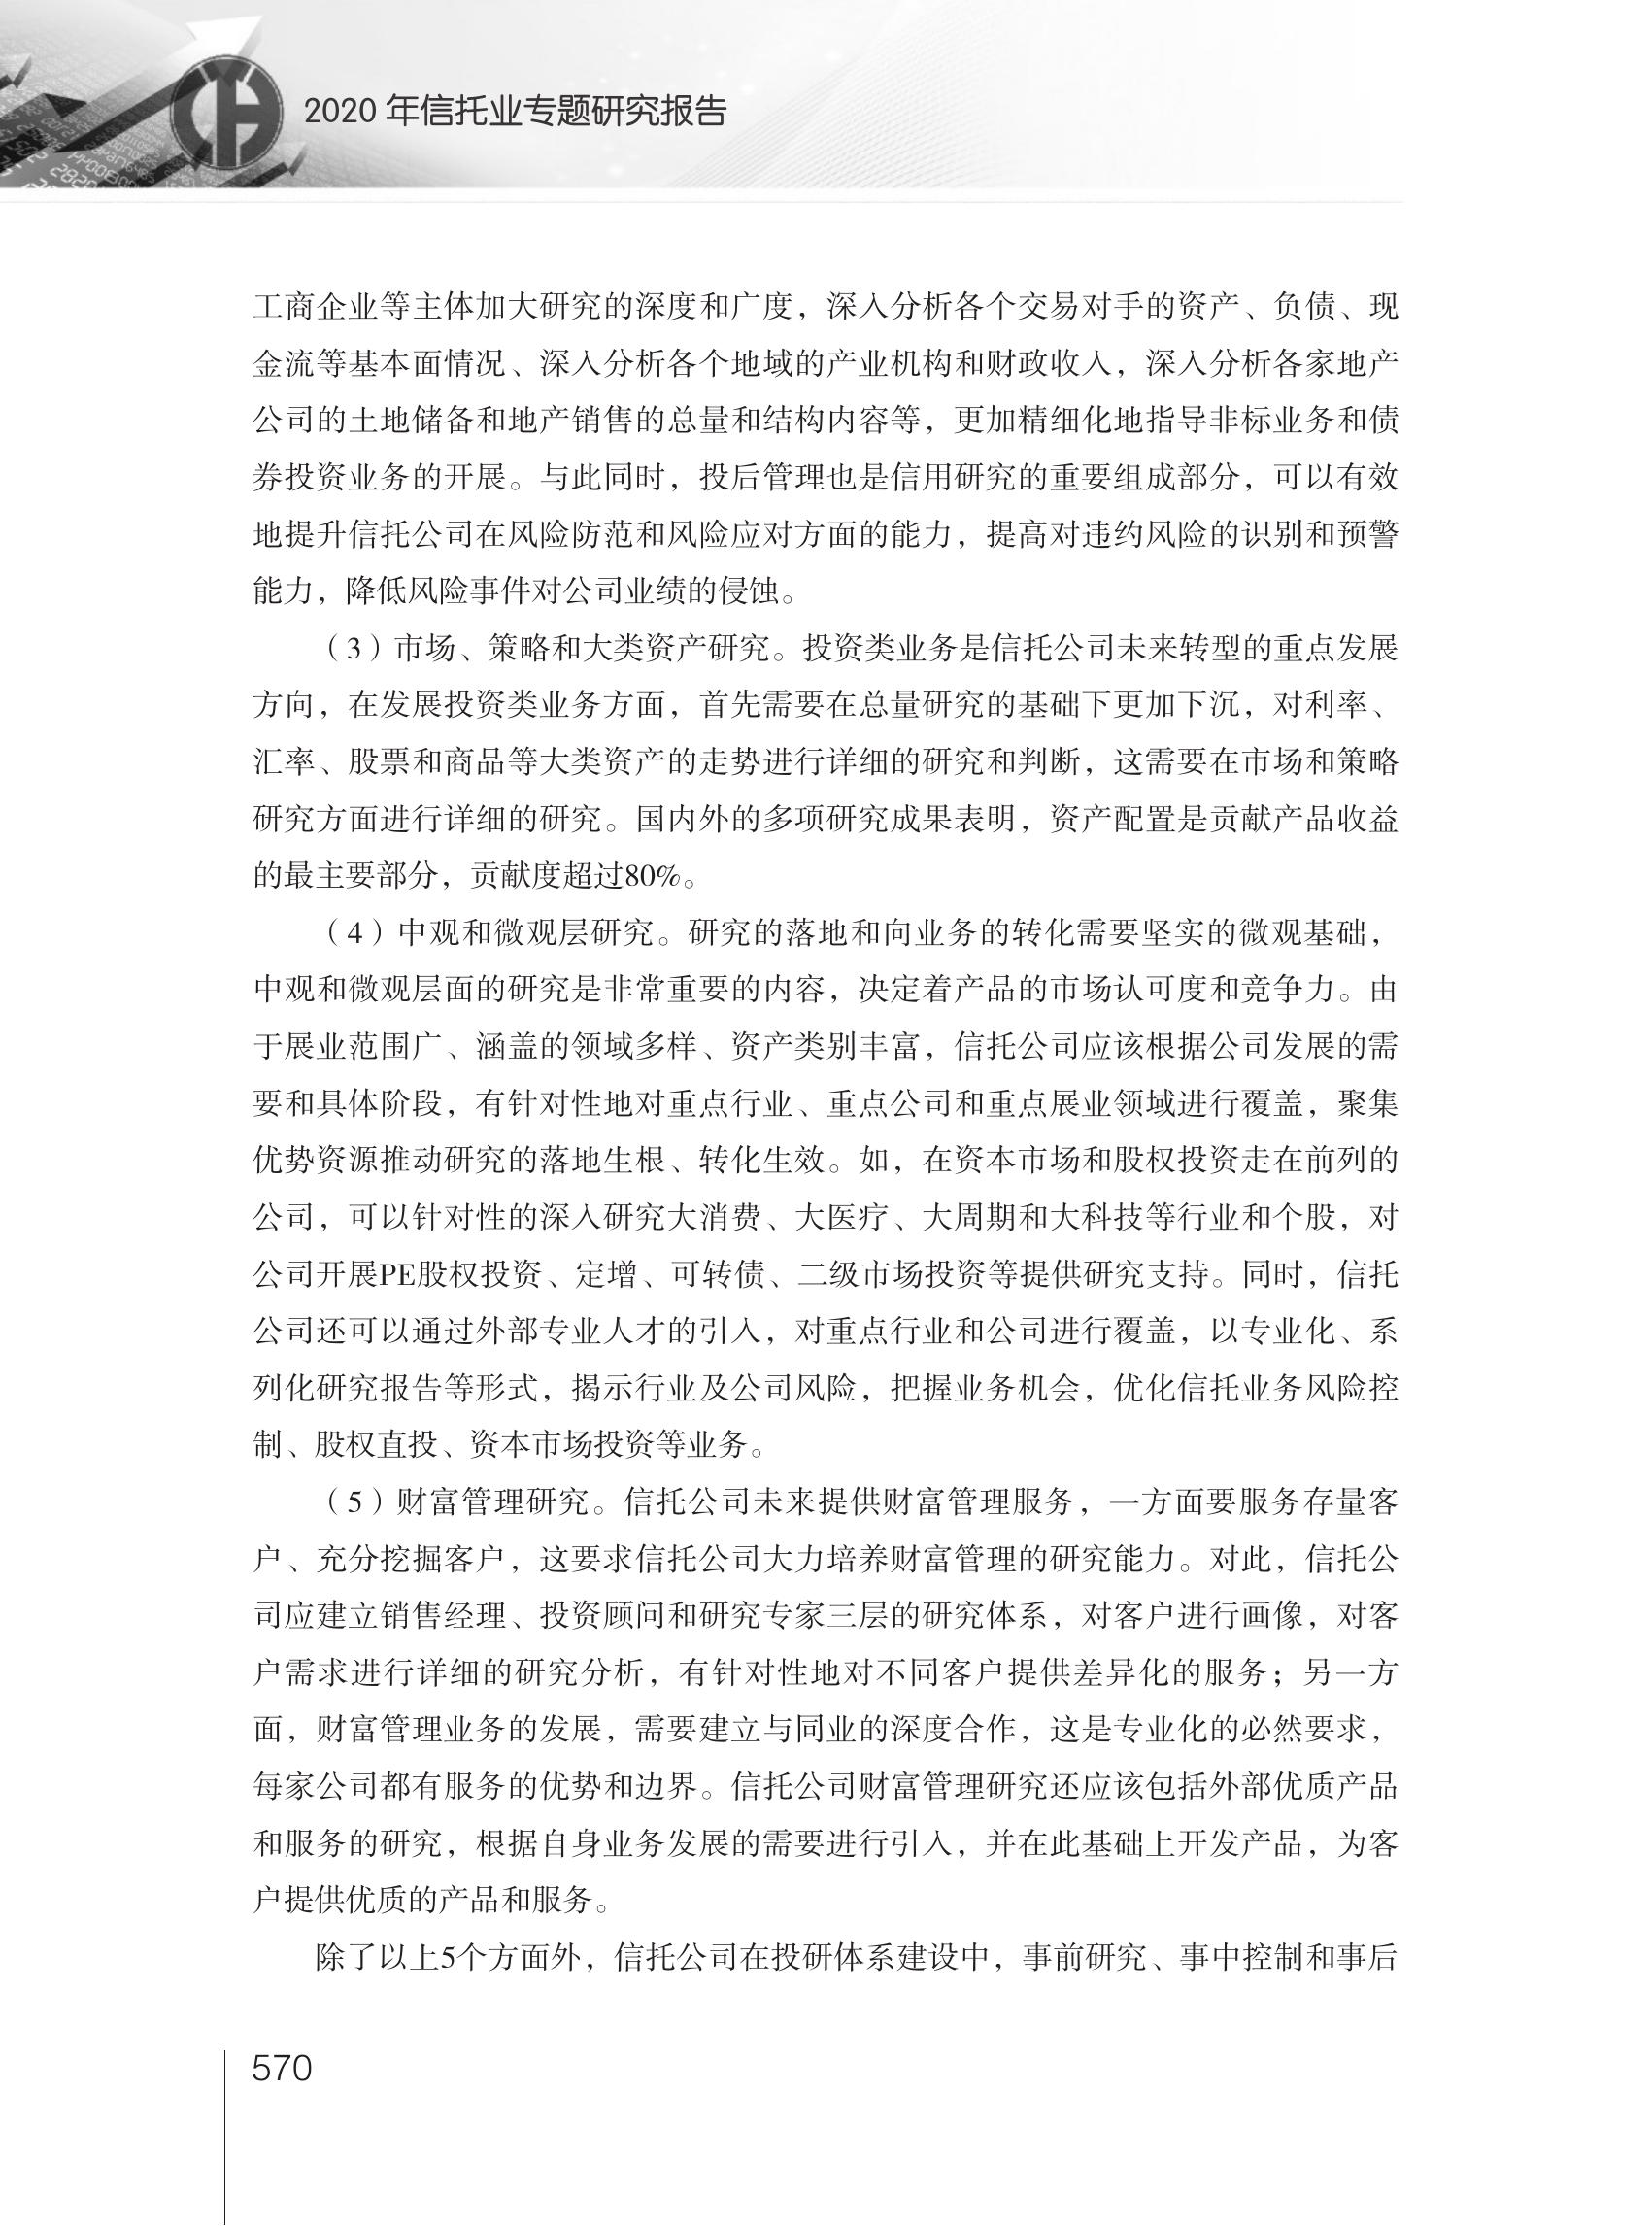 2020 年信托业专题研究报告
工商企业等主体加大研究的深度和广度，深入分析各个交易对手的资产、负债、现
金流等基本面情况、深入分析各个地域的产业机构和财政收入，深入分析各家地产
公司的土地储备和地产销售的总量和结构内容等，更加精细化地指导非标业务和债
券投资业务的开展。与此同时，投后管理也是信用研究的重要组成部分，可以有效
地提升信托公司在风险防范和风险应对方面的能力，提高对违约风险的识别和预警
能力，降低风险事件对公司业绩的侵蚀。
（3）市场、策略和大类资产研究。投资类业务是信托公司未来转型的重点发展
方向，在发展投资类业务方面，首先需要在总量研究的基础下更加下沉，对利率、
汇率、股票和商品等大类资产的走势进行详细的研究和判断，这需要在市场和策略
研究方面进行详细的研究。国内外的多项研究成果表明，资产配置是贡献产品收益
的最主要部分，贡献度超过80%。
（4）中观和微观层研究。研究的落地和向业务的转化需要坚实的微观基础，
中观和微观层面的研究是非常重要的内容，决定着产品的市场认可度和竞争力。由
于展业范围广、涵盖的领域多样、资产类别丰富，信托公司应该根据公司发展的需
要和具体阶段，有针对性地对重点行业、重点公司和重点展业领域进行覆盖，聚集
优势资源推动研究的落地生根、转化生效。如，在资本市场和股权投资走在前列的
公司，可以针对性的深入研究大消费、大医疗、大周期和大科技等行业和个股，对
公司开展PE股权投资、定增、可转债、二级市场投资等提供研究支持。同时，信托
公司还可以通过外部专业人才的引入，对重点行业和公司进行覆盖，以专业化、系
列化研究报告等形式，揭示行业及公司风险，把握业务机会，优化信托业务风险控
制、股权直投、资本市场投资等业务。
（5）财富管理研究。信托公司未来提供财富管理服务，一方面要服务存量客
户、充分挖掘客户，这要求信托公司大力培养财富管理的研究能力。对此，信托公
司应建立销售经理、投资顾问和研究专家三层的研究体系，对客户进行画像，对客
户需求进行详细的研究分析，有针对性地对不同客户提供差异化的服务；另一方
面，财富管理业务的发展，需要建立与同业的深度合作，这是专业化的必然要求，
每家公司都有服务的优势和边界。信托公司财富管理研究还应该包括外部优质产品
和服务的研究，根据自身业务发展的需要进行引入，并在此基础上开发产品，为客
户提供优质的产品和服务。
除了以上5个方面外，信托公司在投研体系建设中，事前研究、事中控制和事后
570